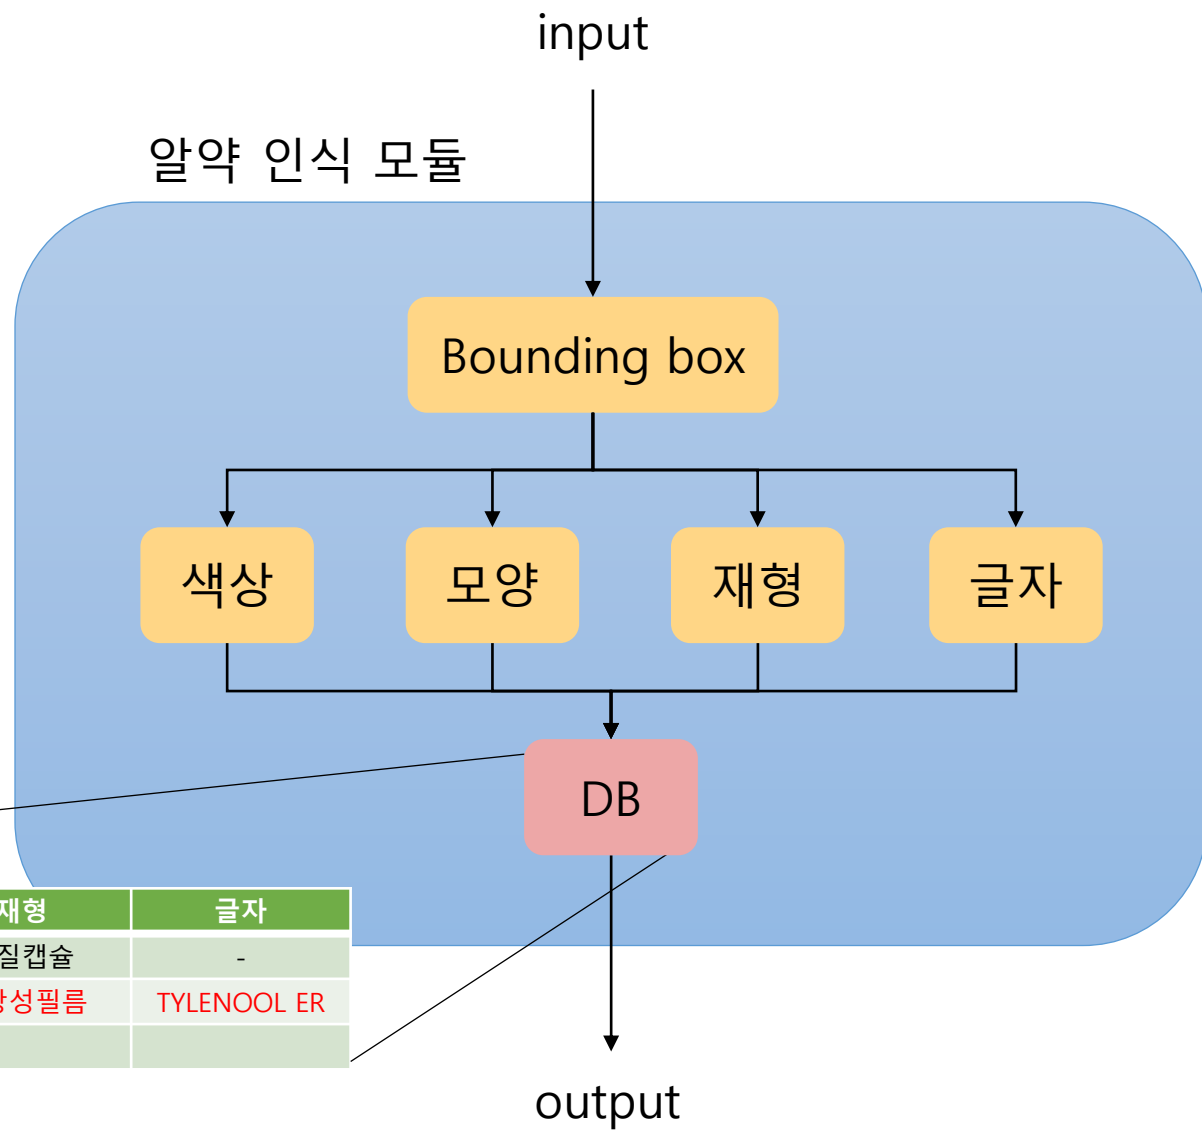 input
알약 인식 모듈
Bounding box
색상 모양 재형 글자
DB
재형 글자
질캡슐 -
성필름 TYLENOOL ER
output